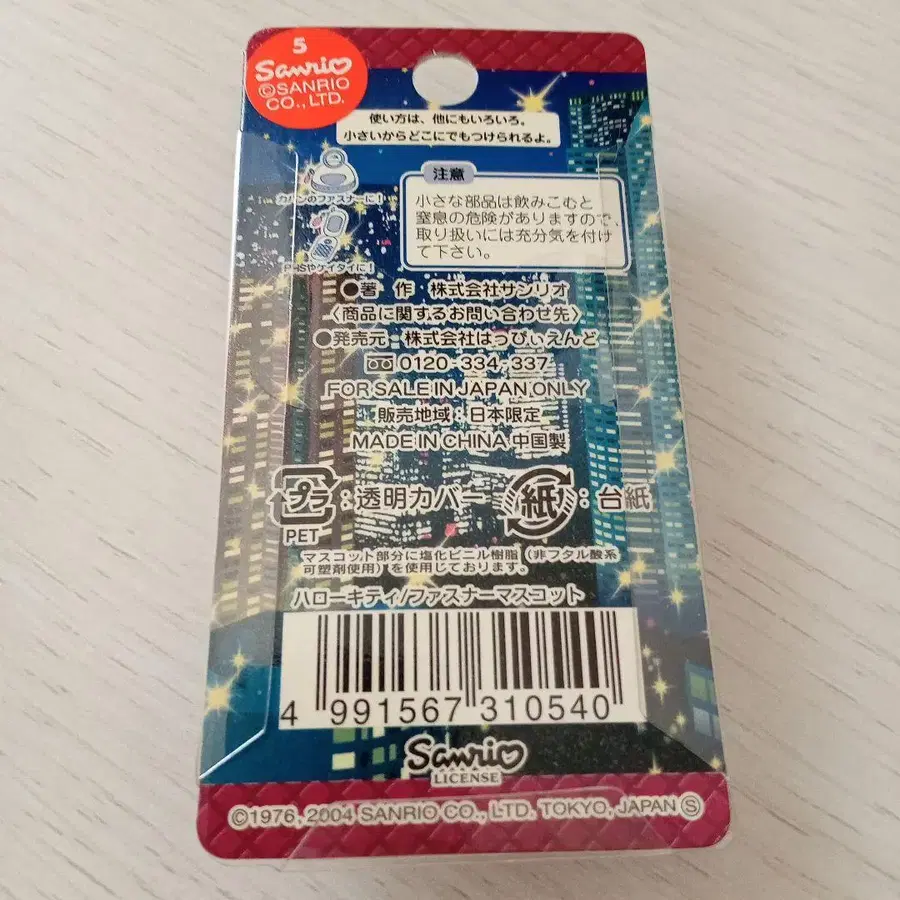 5
Sanrio
©SANRIO
CO., LTD.
使い方は、他にもいろいろ。
小さいからどこにでもつけられるよ。
注意
小さな部品は飲みこむと
窒息の危険がありますので、
取り扱いには充分気を付け
て下さい。
カバンのファスナーに!
PHSやケイタイに!
●著 作・株式会社サンリオ
〈商品に関するお問い合わせ先〉
●発売元・株式会社はっぴぃえんど
0120-334-337
FOR SALE IN JAPAN ONLY
販売地域:日本限定
MADE IN CHINA 中国製
プラ:透明カバー 紙:台紙
PET
マスコット部分に塩化ビニル樹脂(非フタル酸系
可塑剤使用)を使用しております。
ハローキティ/ファスナーマスコット
4 991567 310540
Sanrio
LICENSE
©1976, 2004 SANRIO CO., LTD. TOKYO, JAPAN Ⓢ